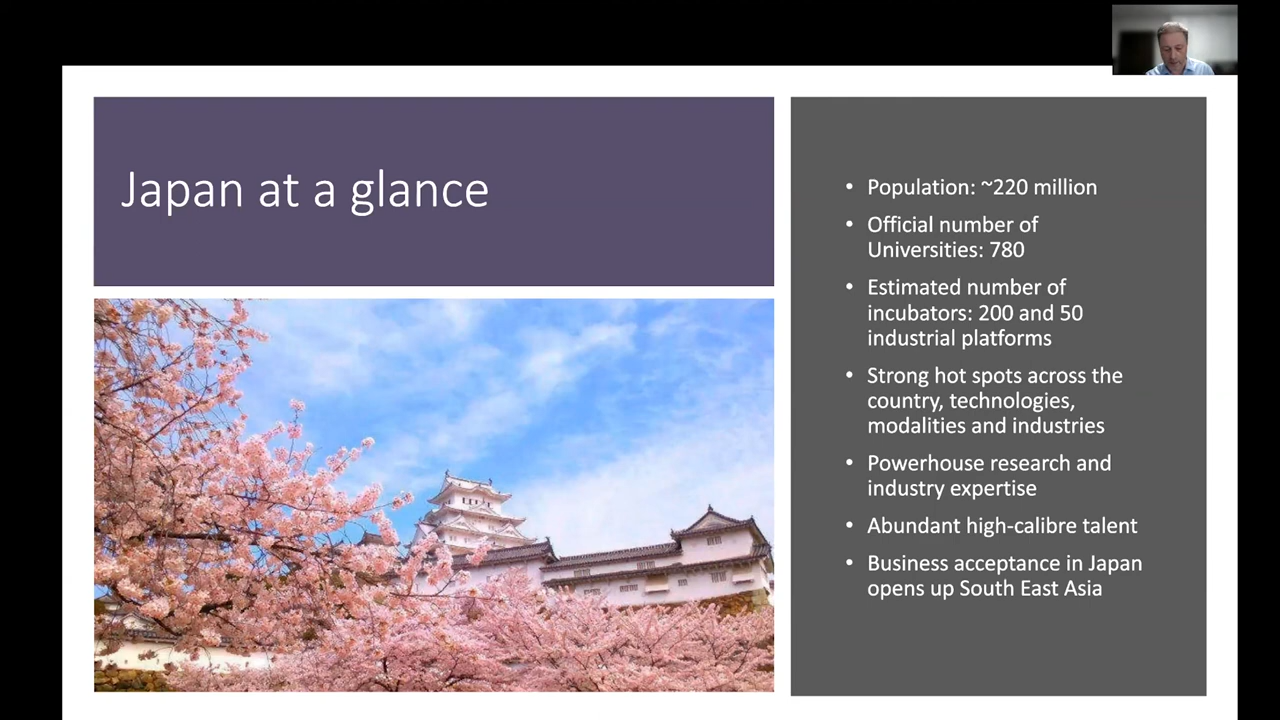 Japan at a glance
• Population: ~220 million
• Official number of
Universities: 780
• Estimated number of
incubators: 200 and 50
industrial platforms
• Strong hot spots across the
country, technologies,
modalities and industries
• Powerhouse research and
industry expertise
• Abundant high-calibre talent
• Business acceptance in Japan
opens up South East Asia